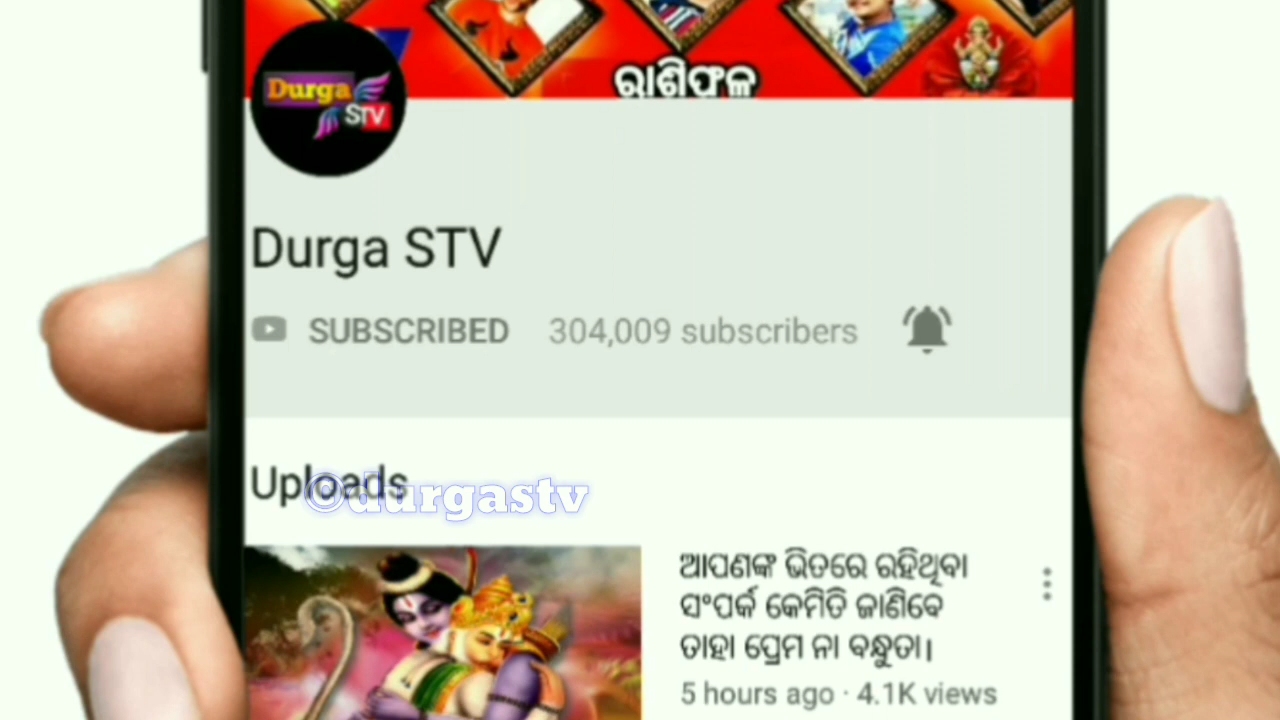 ରାଶିଫଳ
Durga
STV
Durga STV
SUBSCRIBED 304,009 subscribers
Uploads
©durgastv
ଆପଣଙ୍କ ଭିତରେ ରହିଥିବା
ସଂପର୍କ କେମିତି ଜାଣିବେ
ତାହା ପ୍ରେମ ନା ବନ୍ଧୁତା।
5 hours ago · 4.1K views